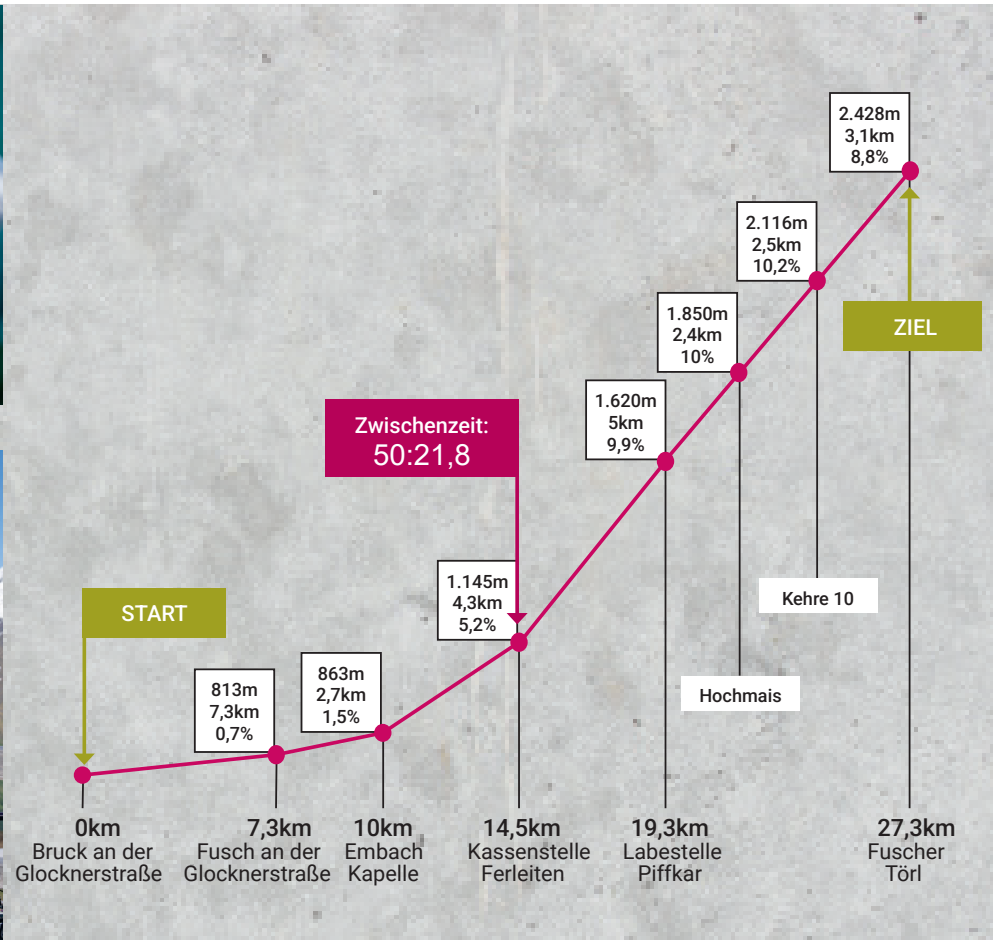 2.428m
3,1km
8,8%
2.116m
2,5km
10,2%
ZIEL
1.850m
2,4km
10%
1.620m
5km
9,9%
Zwischenzeit:
50:21,8
1.145m
4,3km
5,2%
START
Kehre 10
863m
2,7km
1,5%
813m
7,3km
0,7%
Hochmais
0km
Bruck an der
Glocknerstraße
7,3km
Fusch an der
Glocknerstraße
10km
Embach
Kapelle
14,5km
Kassenstelle
Ferleiten
19,3km
Labestelle
Piffkar
27,3km
Fuscher
Törl